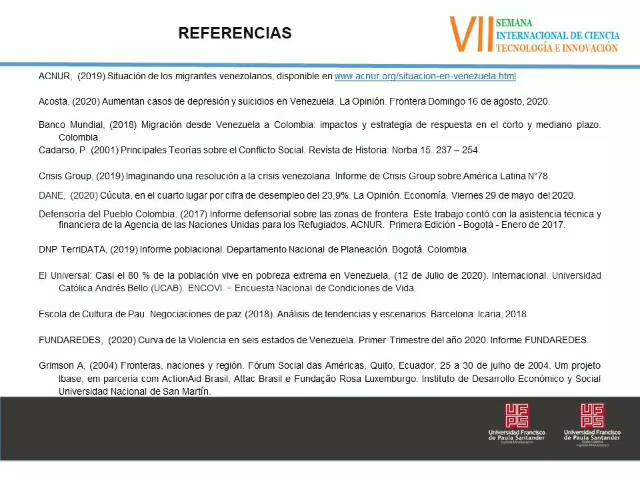 REFERENCIAS
VII SEMANA
INTERNACIONAL DE CIENCIA
TECNOLOGÍA E INNOVACIÓN
ACNUR, (2019) Situación de los migrantes venezolanos, disponible en www.acnur.org/situacion-en-venezuela.html
Acosta, (2020) Aumentan casos de depresión y suicidios en Venezuela. La Opinión. Frontera Domingo 16 de agosto, 2020.
Banco Mundial, (2018) Migración desde Venezuela a Colombia: impactos y estrategia de respuesta en el corto y mediano plazo.
Colombia.
Cadarso, P. (2001) Principales Teorías sobre el Conflicto Social. Revista de Historia: Norba 15. 237 – 254.
Crisis Group, (2019) Imaginando una resolución a la crisis venezolana. Informe de Crisis Group sobre América Latina N°78.
DANE, (2020) Cúcuta, en el cuarto lugar por cifra de desempleo del 23,9%. La Opinión. Economía. Viernes 29 de mayo del 2020.
Defensoría del Pueblo Colombia, (2017) Informe defensorial sobre las zonas de frontera. Este trabajo contó con la asistencia técnica y
financiera de la Agencia de las Naciones Unidas para los Refugiados, ACNUR. Primera Edición - Bogotá - Enero de 2017.
DNP TerriDATA, (2019) Informe poblacional. Departamento Nacional de Planeación. Bogotá. Colombia.
El Universal: Casi el 80 % de la población vive en pobreza extrema en Venezuela, (12 de Julio de 2020). Internacional. Universidad
Católica Andrés Bello (UCAB). ENCOVI – Encuesta Nacional de Condiciones de Vida.
Escola de Cultura de Pau. Negociaciones de paz (2018). Análisis de tendencias y escenarios. Barcelona: Icaria, 2018
FUNDAREDES, (2020) Curva de la Violencia en seis estados de Venezuela. Primer Trimestre del año 2020. Informe FUNDAREDES.
Grimson A, (2004) Fronteras, naciones y región. Fórum Social das Américas, Quito, Ecuador, 25 a 30 de julho de 2004. Um projeto
Ibase, em parceria com ActionAid Brasil, Attac Brasil e Fundação Rosa Luxemburgo. Instituto de Desarrollo Económico y Social
Universidad Nacional de San Martín.
UFPS UFPS
Universidad Francisco
de Paula Santander
Universidad Francisco
de Paula Santander